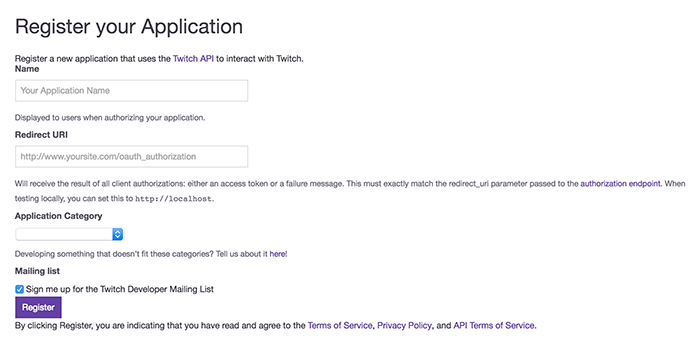 Register your Application
Register a new application that uses the Twitch API to interact with Twitch.
Name
Your Application Name
Displayed to users when authorizing your application.
Redirect URI
http://www.yoursite.com/oauth_authorization
Will receive the result of all client authorizations: either an access token or a failure message. This must exactly match the redirect_uri parameter passed to the authorization endpoint. When
testing locally, you can set this to http://localhost.
Application Category
Developing something that doesn't fit these categories? Tell us about it here!
Mailing list
Sign me up for the Twitch Developer Mailing List
Register
By clicking Register, you are indicating that you have read and agree to the Terms of Service, Privacy Policy, and API Terms of Service.